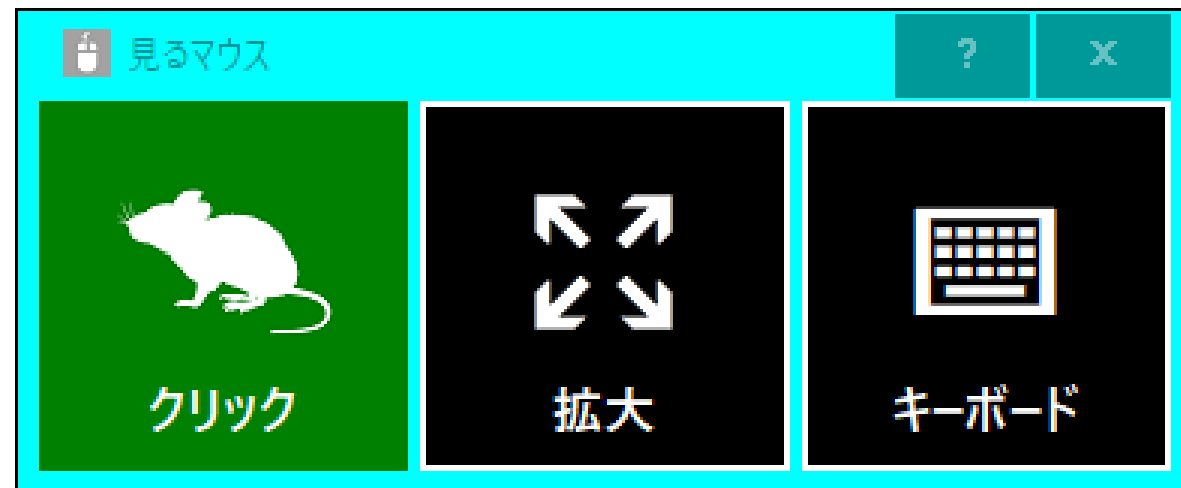 見るマウス
? x
クリック
拡大
キーボード